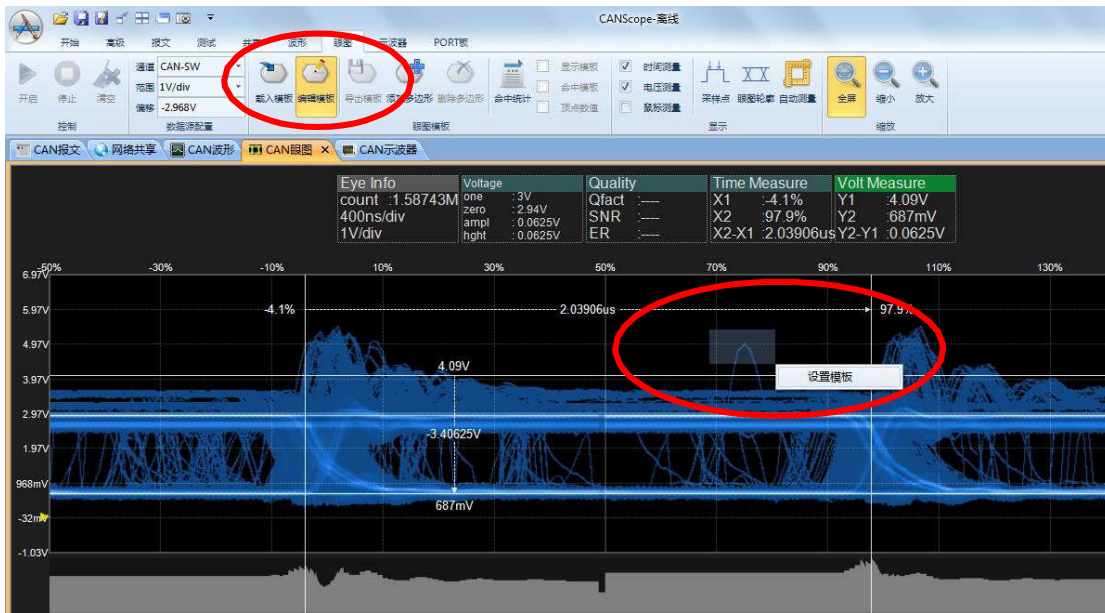 CANScope-离线
开始 高级 报文 测试 共享 波形 眼图 示波器 PORT板
开启 停止 清空
通道 CAN-SW
范围 1V/div
偏移 -2.968V
载入模板 编辑模板 导出模板 添加多边形 删除多边形 命中统计
显示模板
命中模板
顶点数值
时间测量
电压测量
鼠标测量
采样点 眼图轮廓 自动测量
全屏 缩小 放大
控制 数据源配置 眼图模板 显示 缩放
CAN报文 网络共享 CAN波形 CAN眼图 × CAN示波器
Eye Info
count :1.58743M
400ns/div
1V/div
Voltage
one :3V
zero :2.94V
ampl :0.0625V
hght :0.0625V
Quality
Qfact :----
SNR :----
ER :----
Time Measure
X1 :-4.1%
X2 :97.9%
X2-X1 :2.03906us
Volt Measure
Y1 :4.09V
Y2 :687mV
Y2-Y1 :0.0625V
-50% -30% -10% 10% 30% 50% 70% 90% 110% 130%
6.97V
5.97V
4.97V
3.97V
2.97V
1.97V
968mV
-32mV
-1.03V
-4.1% 2.03906us 97.9%
4.09V
设置模板
-3.40625V
687mV